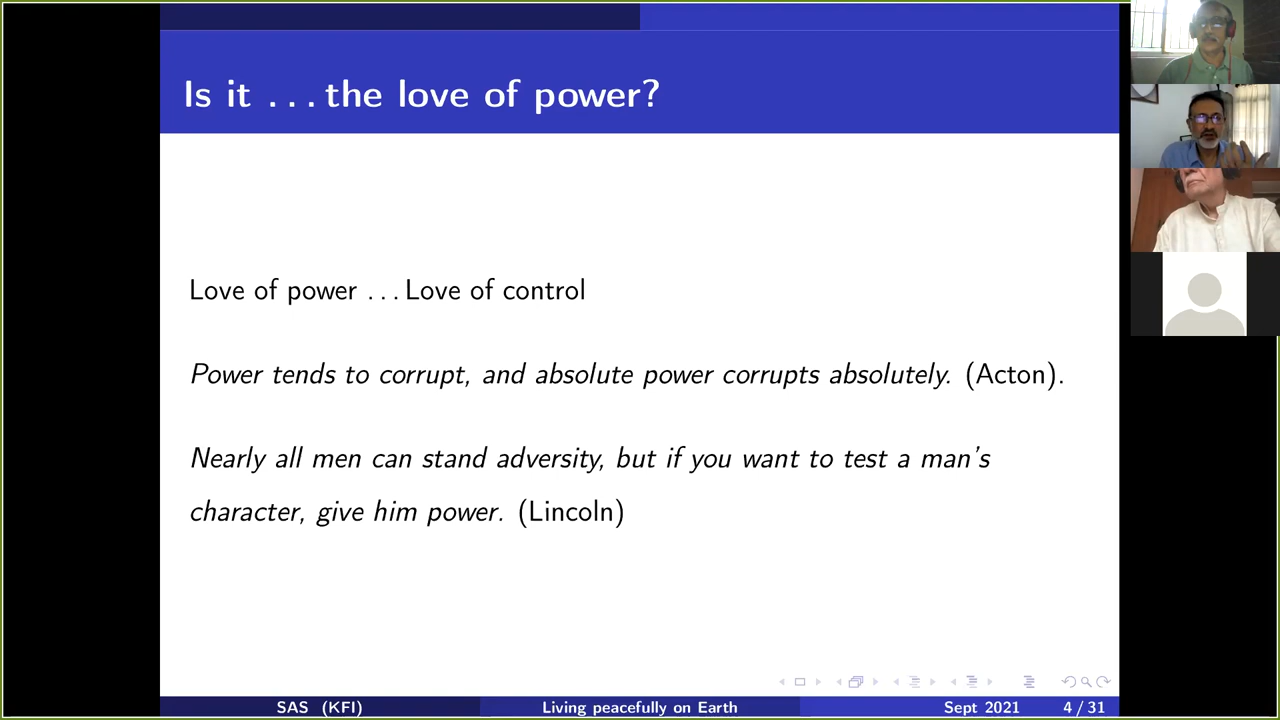 Is it . . . the love of power?
Love of power . . . Love of control
Power tends to corrupt, and absolute power corrupts absolutely. (Acton).
Nearly all men can stand adversity, but if you want to test a man's
character, give him power. (Lincoln)
SAS (KFI) Living peacefully on Earth Sept 2021 4 / 31